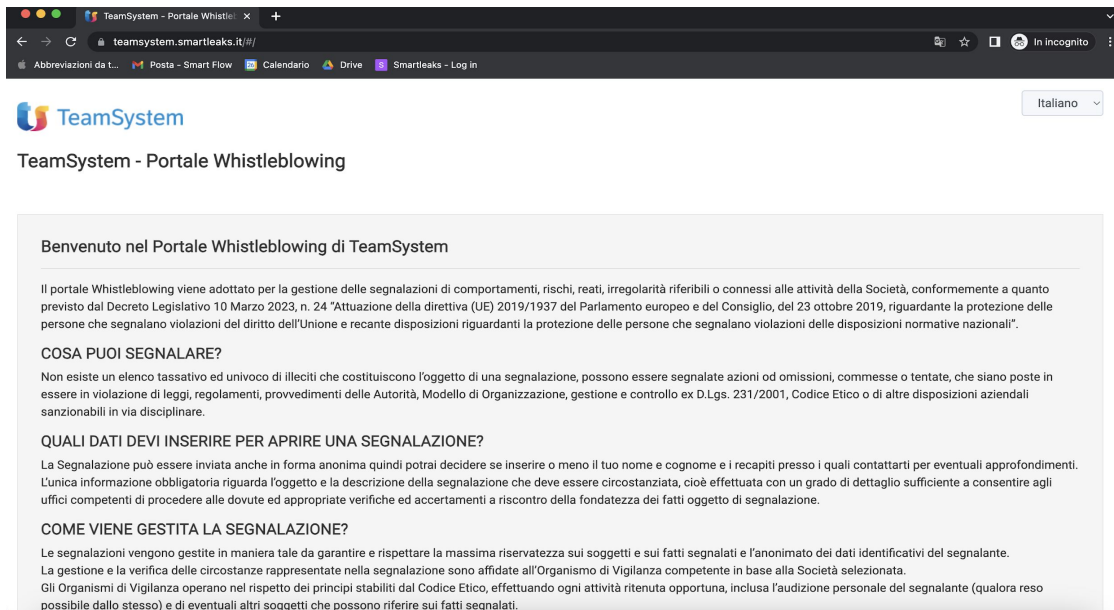 TeamSystem - Portale Whistle
teamsystem.smartleaks.it/#/
In incognito
Abbreviazioni da t...
Posta - Smart Flow
Calendario
Drive
S
Smartleaks - Log in
TeamSystem
Italiano
TeamSystem - Portale Whistleblowing
Benvenuto nel Portale Whistleblowing di TeamSystem
Il portale Whistleblowing viene adottato per la gestione delle segnalazioni di comportamenti, rischi, reati, irregolarità riferibili o connessi alle attività della Società, conformemente a quanto
previsto dal Decreto Legislativo 10 Marzo 2023, n. 24 “Attuazione della direttiva (UE) 2019/1937 del Parlamento europeo e del Consiglio, del 23 ottobre 2019, riguardante la protezione delle
persone che segnalano violazioni del diritto dell’Unione e recante disposizioni riguardanti la protezione delle persone che segnalano violazioni delle disposizioni normative nazionali”.
COSA PUOI SEGNALARE?
Non esiste un elenco tassativo ed univoco di illeciti che costituiscono l’oggetto di una segnalazione, possono essere segnalate azioni od omissioni, commesse o tentate, che siano poste in
essere in violazione di leggi, regolamenti, provvedimenti delle Autorità, Modello di Organizzazione, gestione e controllo ex D.Lgs. 231/2001, Codice Etico o di altre disposizioni aziendali
sanzionabili in via disciplinare.
QUALI DATI DEVI INSERIRE PER APRIRE UNA SEGNALAZIONE?
La Segnalazione può essere inviata anche in forma anonima quindi potrai decidere se inserire o meno il tuo nome e cognome e i recapiti presso i quali contattarti per eventuali approfondimenti.
L’unica informazione obbligatoria riguarda l’oggetto e la descrizione della segnalazione che deve essere circostanziata, cioè effettuata con un grado di dettaglio sufficiente a consentire agli
uffici competenti di procedere alle dovute ed appropriate verifiche ed accertamenti a riscontro della fondatezza dei fatti oggetto di segnalazione.
COME VIENE GESTITA LA SEGNALAZIONE?
Le segnalazioni vengono gestite in maniera tale da garantire e rispettare la massima riservatezza sui soggetti e sui fatti segnalati e l’anonimato dei dati identificativi del segnalante.
La gestione e la verifica delle circostanze rappresentate nella segnalazione sono affidate all’Organismo di Vigilanza competente in base alla Società selezionata.
Gli Organismi di Vigilanza operano nel rispetto dei principi stabiliti dal Codice Etico, effettuando ogni attività ritenuta opportuna, inclusa l’audizione personale del segnalante (qualora reso
possibile dallo stesso) e di eventuali altri soggetti che possono riferire sui fatti segnalati.